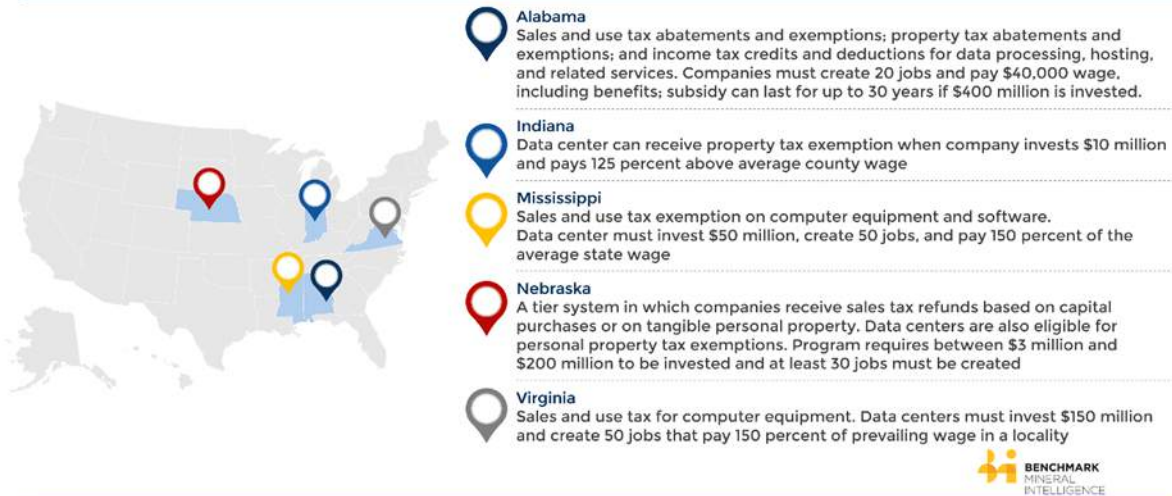 Alabama
Sales and use tax abatements and exemptions; property tax abatements and
exemptions; and income tax credits and deductions for data processing, hosting,
and related services. Companies must create 20 jobs and pay $40,000 wage,
including benefits; subsidy can last for up to 30 years if $400 million is invested.
Indiana
Data center can receive property tax exemption when company invests $10 million
and pays 125 percent above average county wage
Mississippi
Sales and use tax exemption on computer equipment and software.
Data center must invest $50 million, create 50 jobs, and pay 150 percent of the
average state wage
Nebraska
A tier system in which companies receive sales tax refunds based on capital
purchases or on tangible personal property. Data centers are also eligible for
personal property tax exemptions. Program requires between $3 million and
$200 million to be invested and at least 30 jobs must be created
Virginia
Sales and use tax for computer equipment. Data centers must invest $150 million
and create 50 jobs that pay 150 percent of prevailing wage in a locality
BENCHMARK
MINERAL
INTELLIGENCE